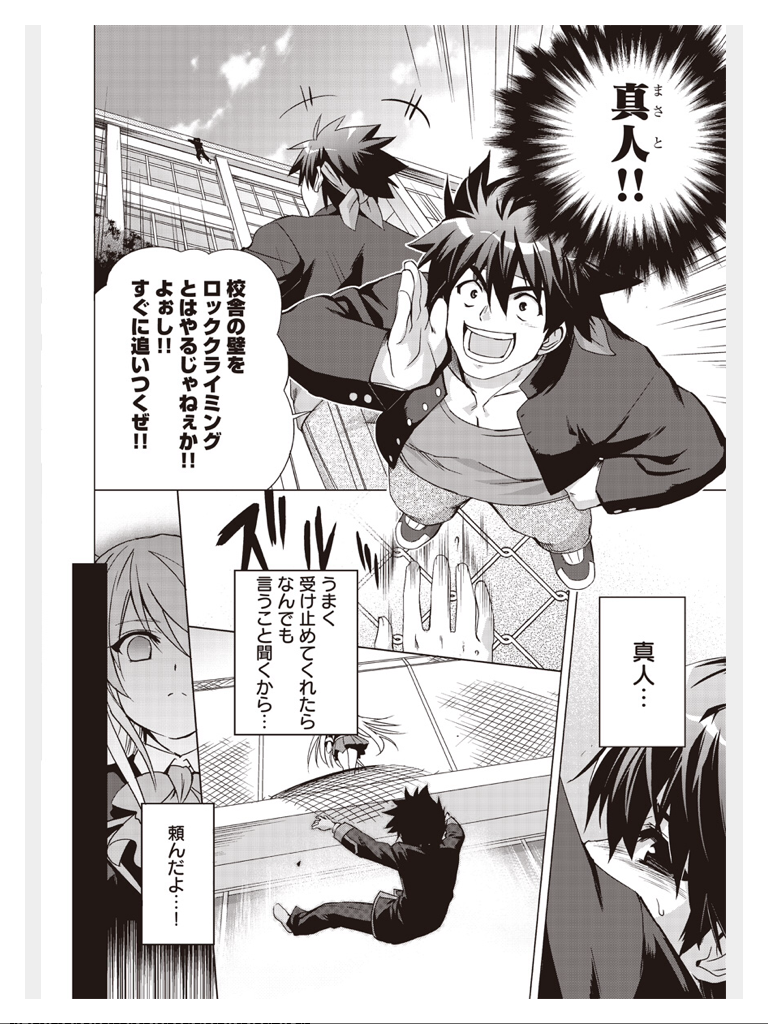 真人!!
まさと
校舎の壁を
ロッククライミング
とはやるじゃねぇか!!
よぉし!!
すぐに追いつくぜ!!
ズルッ
真人…
うまく
受け止めてくれたら
なんでも
言うこと聞くから…
頼んだよ…!